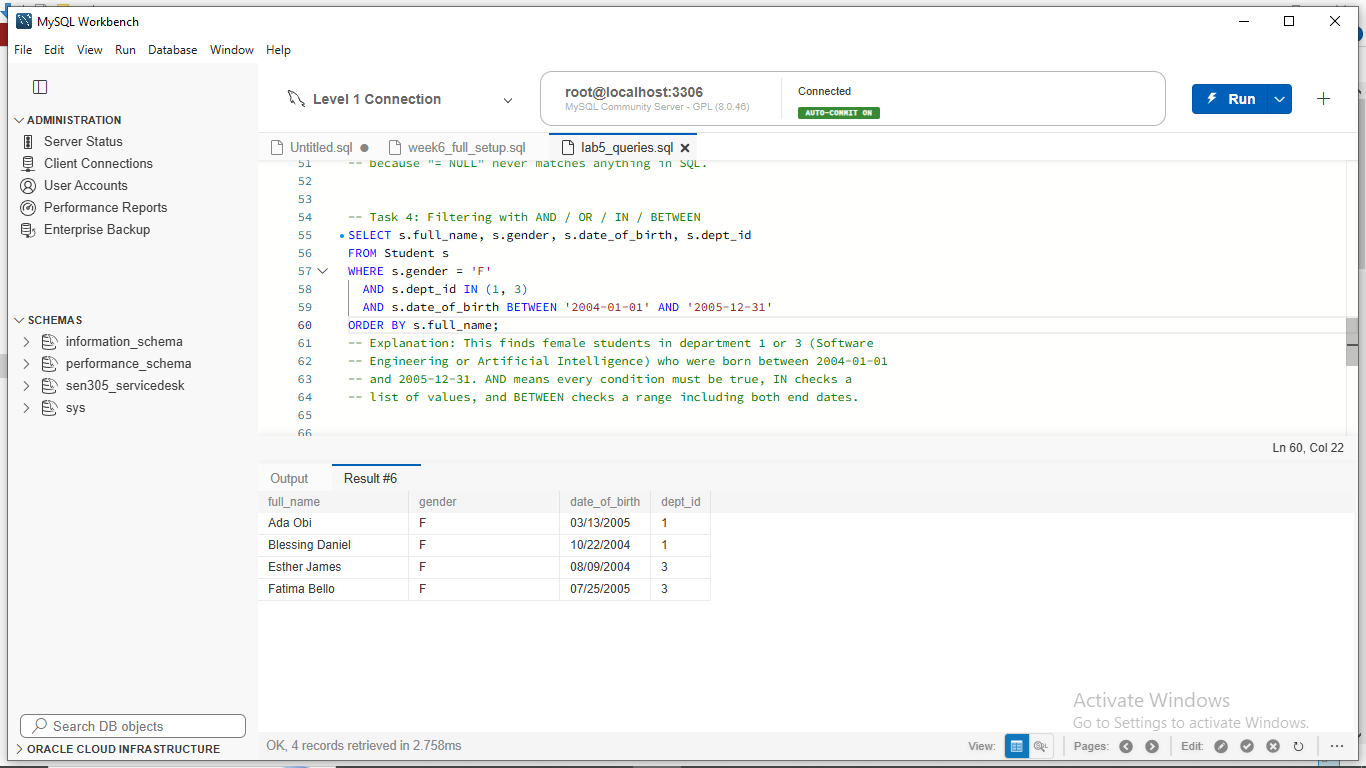 MySQL Workbench
File Edit View Run Database Window Help
Level 1 Connection
root@localhost:3306
MySQL Community Server - GPL (8.0.46)
Connected
AUTO-COMMIT ON
Run
ADMINISTRATION
Server Status
Client Connections
User Accounts
Performance Reports
Enterprise Backup
SCHEMAS
information_schema
performance_schema
sen305_servicedesk
sys
Search DB objects
ORACLE CLOUD INFRASTRUCTURE
Untitled.sql week6_full_setup.sql lab5_queries.sql
51 -- because "= NULL" never matches anything in SQL.
52
53
54 -- Task 4: Filtering with AND / OR / IN / BETWEEN
55 SELECT s.full_name, s.gender, s.date_of_birth, s.dept_id
56 FROM Student s
57 WHERE s.gender = 'F'
58 AND s.dept_id IN (1, 3)
59 AND s.date_of_birth BETWEEN '2004-01-01' AND '2005-12-31'
60 ORDER BY s.full_name;
61 -- Explanation: This finds female students in department 1 or 3 (Software
62 -- Engineering or Artificial Intelligence) who were born between 2004-01-01
63 -- and 2005-12-31. AND means every condition must be true, IN checks a
64 -- list of values, and BETWEEN checks a range including both end dates.
65
66
Ln 60, Col 22
Output Result #6
full_name gender date_of_birth dept_id
Ada Obi F 03/13/2005 1
Blessing Daniel F 10/22/2004 1
Esther James F 08/09/2004 3
Fatima Bello F 07/25/2005 3
Activate Windows
Go to Settings to activate Windows.
OK, 4 records retrieved in 2.758ms
View: Pages: Edit: